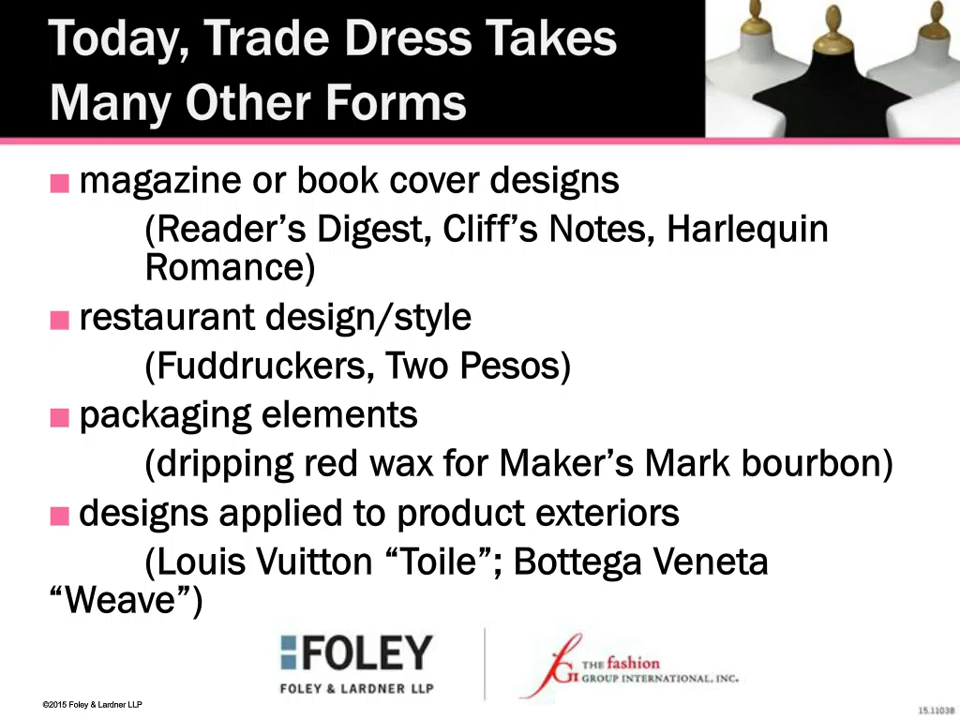 Today, Trade Dress Takes
Many Other Forms
magazine or book cover designs
(Reader’s Digest, Cliff’s Notes, Harlequin
Romance)
restaurant design/style
(Fuddruckers, Two Pesos)
packaging elements
(dripping red wax for Maker’s Mark bourbon)
designs applied to product exteriors
(Louis Vuitton “Toile”; Bottega Veneta
“Weave”)
FOLEY
FOLEY & LARDNER LLP
fGI
THE fashion
GROUP INTERNATIONAL, INC.
©2015 Foley & Lardner LLP
15.11038